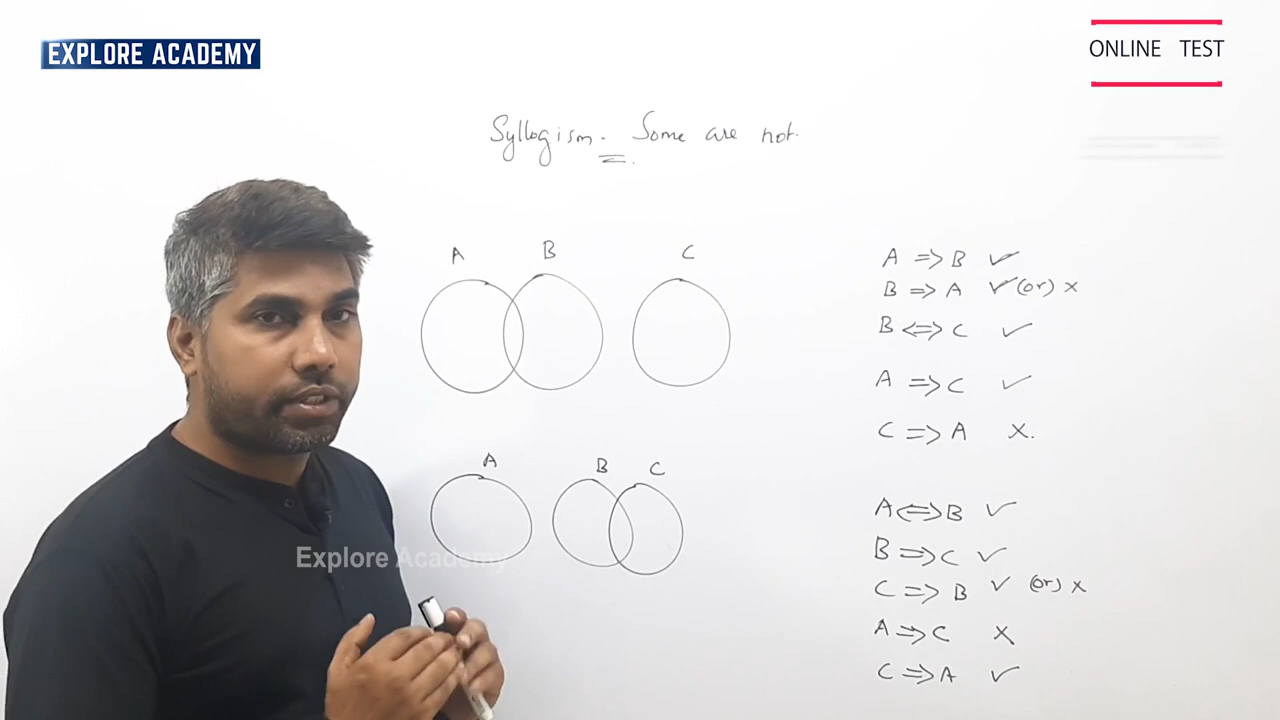 EXPLORE ACADEMY
ONLINE TEST
Syllogism - Some are not.
A B C
A => B ✓
B => A ✓ (or) x
B <=> C ✓
A => C ✓
C => A X.
A B C
A <=> B ✓
B => C ✓
C => B ✓ (or) x
A => C X
C => A ✓
Explore Academy